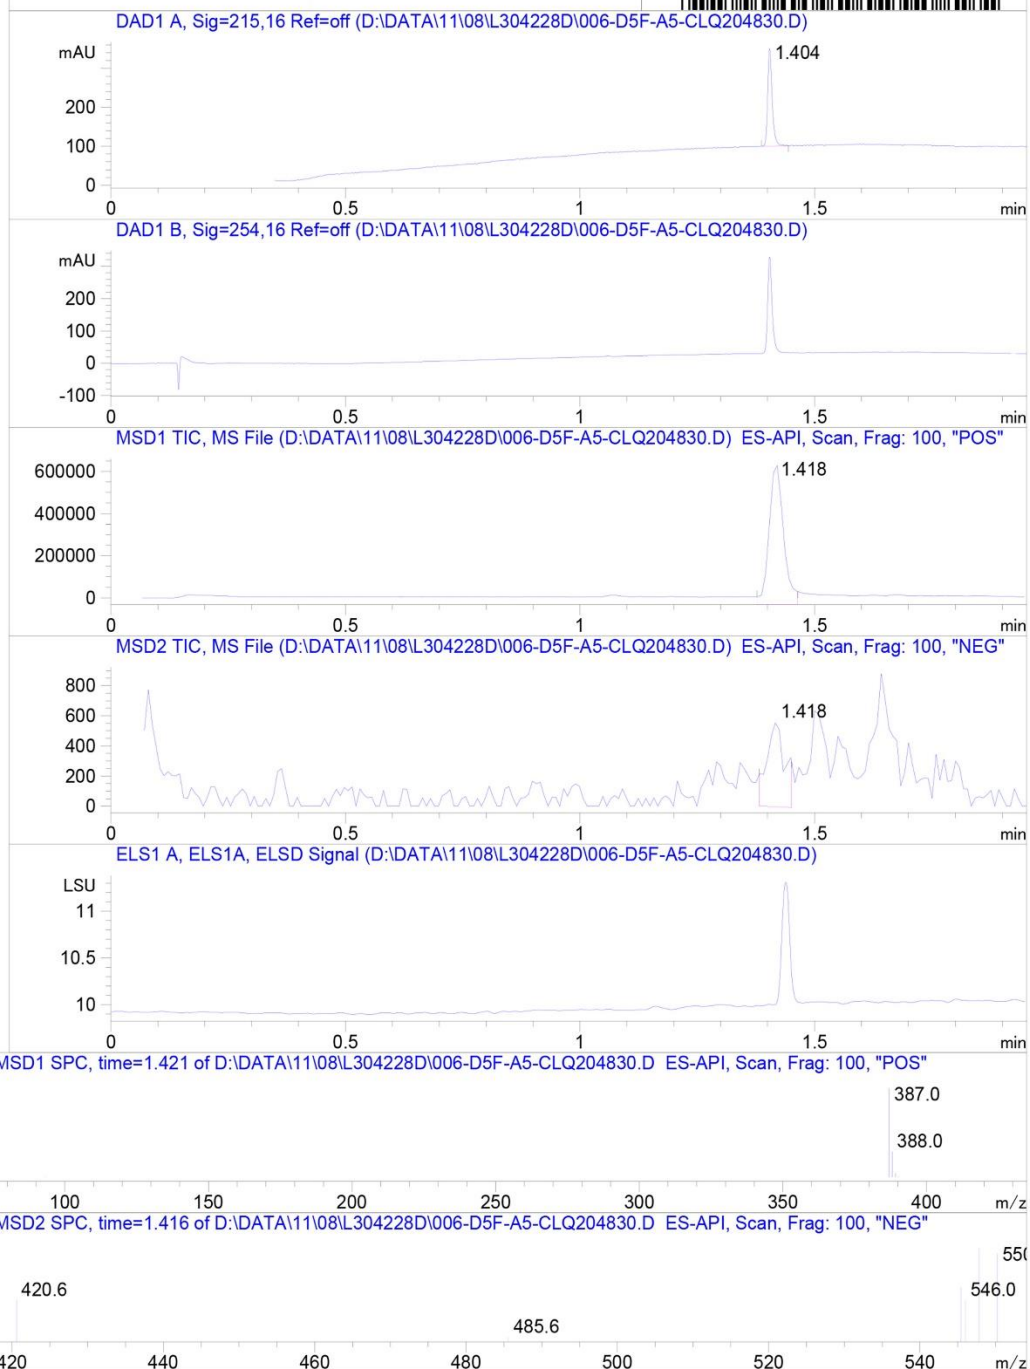 DAD1 A, Sig=215,16 Ref=off (D:\DATA\11\08\L304228D\006-D5F-A5-CLQ204830.D)
mAU
1.404
200
100
0
0 0.5 1 1.5 min
DAD1 B, Sig=254,16 Ref=off (D:\DATA\11\08\L304228D\006-D5F-A5-CLQ204830.D)
mAU
200
100
0
-100
0 0.5 1 1.5 min
MSD1 TIC, MS File (D:\DATA\11\08\L304228D\006-D5F-A5-CLQ204830.D) ES-API, Scan, Frag: 100, "POS"
600000 1.418
400000
200000
0
0 0.5 1 1.5 min
MSD2 TIC, MS File (D:\DATA\11\08\L304228D\006-D5F-A5-CLQ204830.D) ES-API, Scan, Frag: 100, "NEG"
800
600 1.418
400
200
0
0 0.5 1 1.5 min
ELS1 A, ELS1A, ELSD Signal (D:\DATA\11\08\L304228D\006-D5F-A5-CLQ204830.D)
LSU
11
10.5
10
0 0.5 1 1.5 min
MSD1 SPC, time=1.421 of D:\DATA\11\08\L304228D\006-D5F-A5-CLQ204830.D ES-API, Scan, Frag: 100, "POS"
387.0
388.0
100 150 200 250 300 350 400 m/z
MSD2 SPC, time=1.416 of D:\DATA\11\08\L304228D\006-D5F-A5-CLQ204830.D ES-API, Scan, Frag: 100, "NEG"
420.6 546.0
485.6
420 440 460 480 500 520 540 m/z